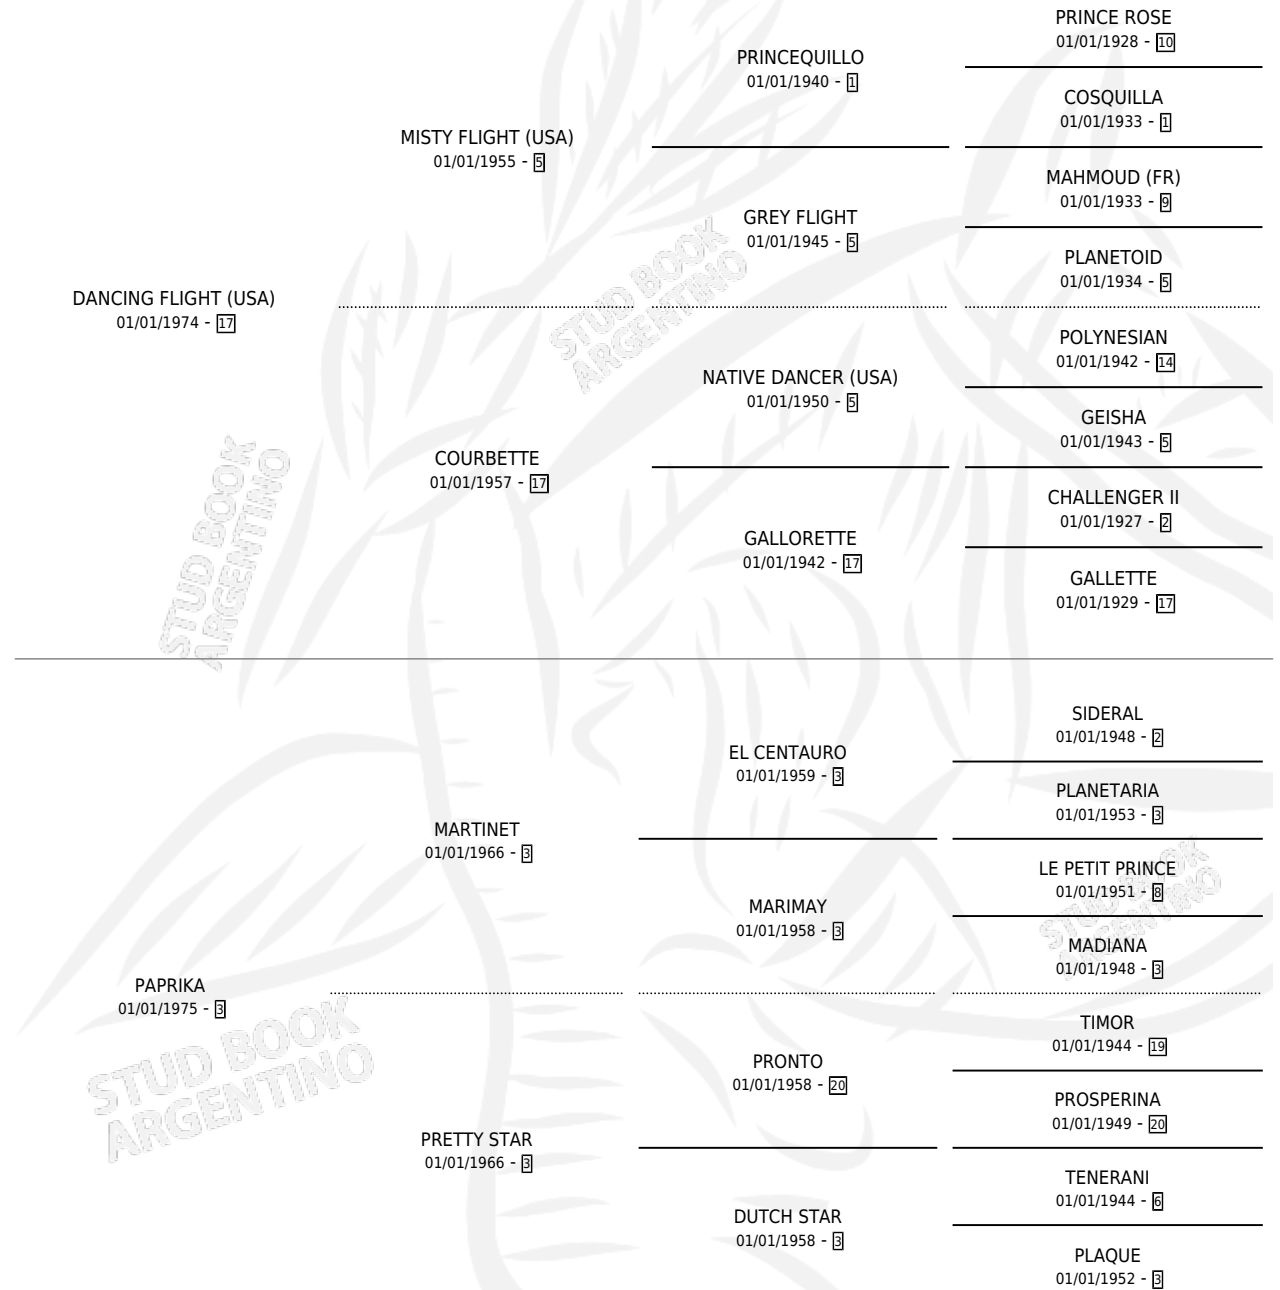 PRINCE ROSE
01/01/1928 - 10
PRINCEQUILLO
01/01/1940 - 1
COSQUILLA
01/01/1933 - 1
MISTY FLIGHT (USA)
01/01/1955 - 5
MAHMOUD (FR)
01/01/1933 - 9
GREY FLIGHT
01/01/1945 - 5
PLANETOID
01/01/1934 - 5
DANCING FLIGHT (USA)
01/01/1974 - 17
POLYNESIAN
01/01/1942 - 14
NATIVE DANCER (USA)
01/01/1950 - 5
GEISHA
01/01/1943 - 5
COURBETTE
01/01/1957 - 17
CHALLENGER II
01/01/1927 - 2
GALLORETTE
01/01/1942 - 17
GALLETTE
01/01/1929 - 17
SIDERAL
01/01/1948 - 2
EL CENTAURO
01/01/1959 - 3
PLANETARIA
01/01/1953 - 3
MARTINET
01/01/1966 - 3
LE PETIT PRINCE
01/01/1951 - 8
MARIMAY
01/01/1958 - 3
MADIANA
01/01/1948 - 3
PAPRIKA
01/01/1975 - 3
TIMOR
01/01/1944 - 19
PRONTO
01/01/1958 - 20
PROSPERINA
01/01/1949 - 20
PRETTY STAR
01/01/1966 - 3
TENERANI
01/01/1944 - 6
DUTCH STAR
01/01/1958 - 3
PLAQUE
01/01/1952 - 3
STUD BOOK
ARGENTINO
STUD BOOK
ARGENTINO
STUD BOOK
ARGENTINO
STUD BOOK
ARGENTINO